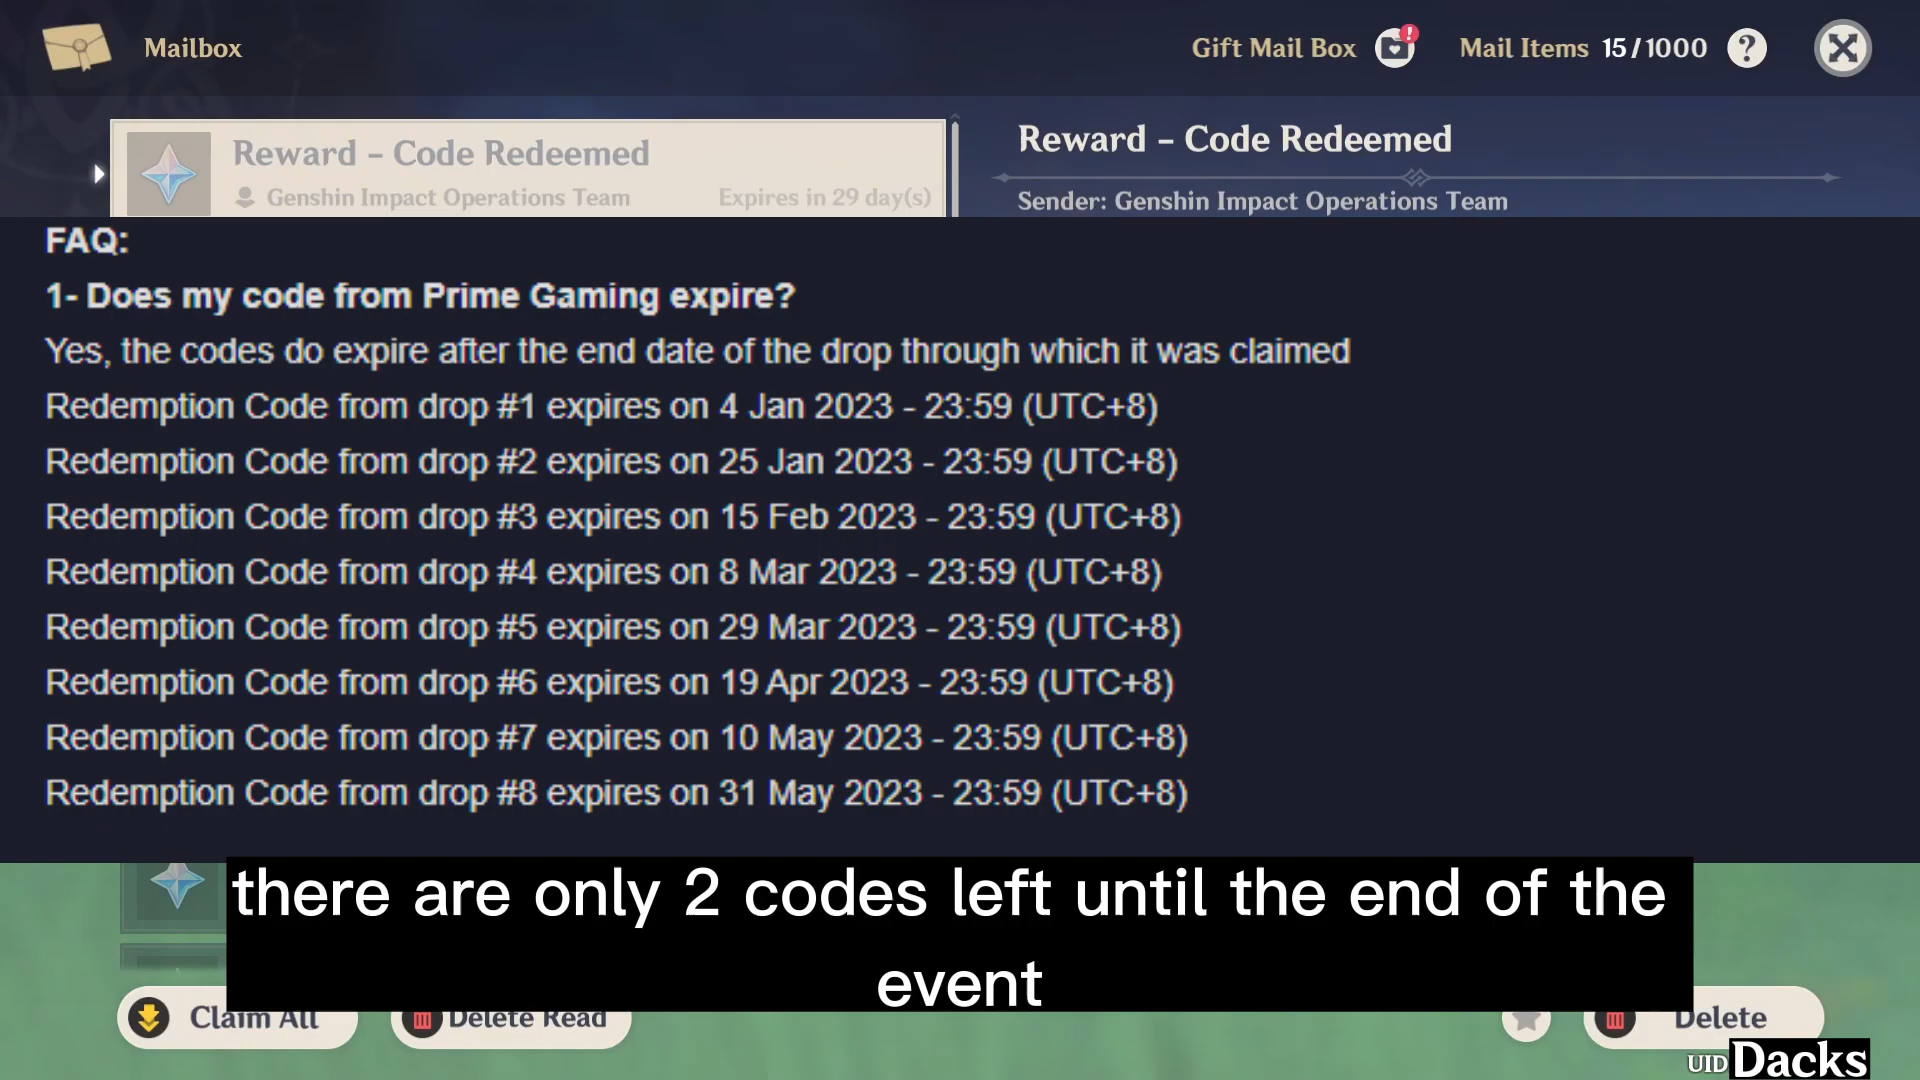 Mailbox
Gift Mail Box
Mail Items 15/1000
Reward – Code Redeemed
Genshin Impact Operations Team Expires in 29 day(s)
Reward – Code Redeemed
Sender: Genshin Impact Operations Team
FAQ:
1- Does my code from Prime Gaming expire?
Yes, the codes do expire after the end date of the drop through which it was claimed
Redemption Code from drop #1 expires on 4 Jan 2023 - 23:59 (UTC+8)
Redemption Code from drop #2 expires on 25 Jan 2023 - 23:59 (UTC+8)
Redemption Code from drop #3 expires on 15 Feb 2023 - 23:59 (UTC+8)
Redemption Code from drop #4 expires on 8 Mar 2023 - 23:59 (UTC+8)
Redemption Code from drop #5 expires on 29 Mar 2023 - 23:59 (UTC+8)
Redemption Code from drop #6 expires on 19 Apr 2023 - 23:59 (UTC+8)
Redemption Code from drop #7 expires on 10 May 2023 - 23:59 (UTC+8)
Redemption Code from drop #8 expires on 31 May 2023 - 23:59 (UTC+8)
there are only 2 codes left until the end of the
event
Claim All
Delete Read
Delete
UID Dacks